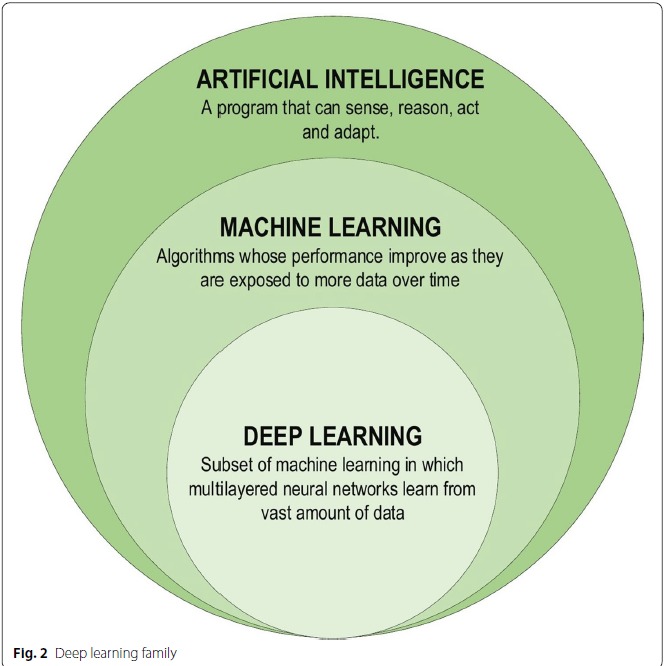 ARTIFICIAL INTELLIGENCE
A program that can sense, reason, act
and adapt.
MACHINE LEARNING
Algorithms whose performance improve as they
are exposed to more data over time
DEEP LEARNING
Subset of machine learning in which
multilayered neural networks learn from
vast amount of data
Fig. 2 Deep learning family